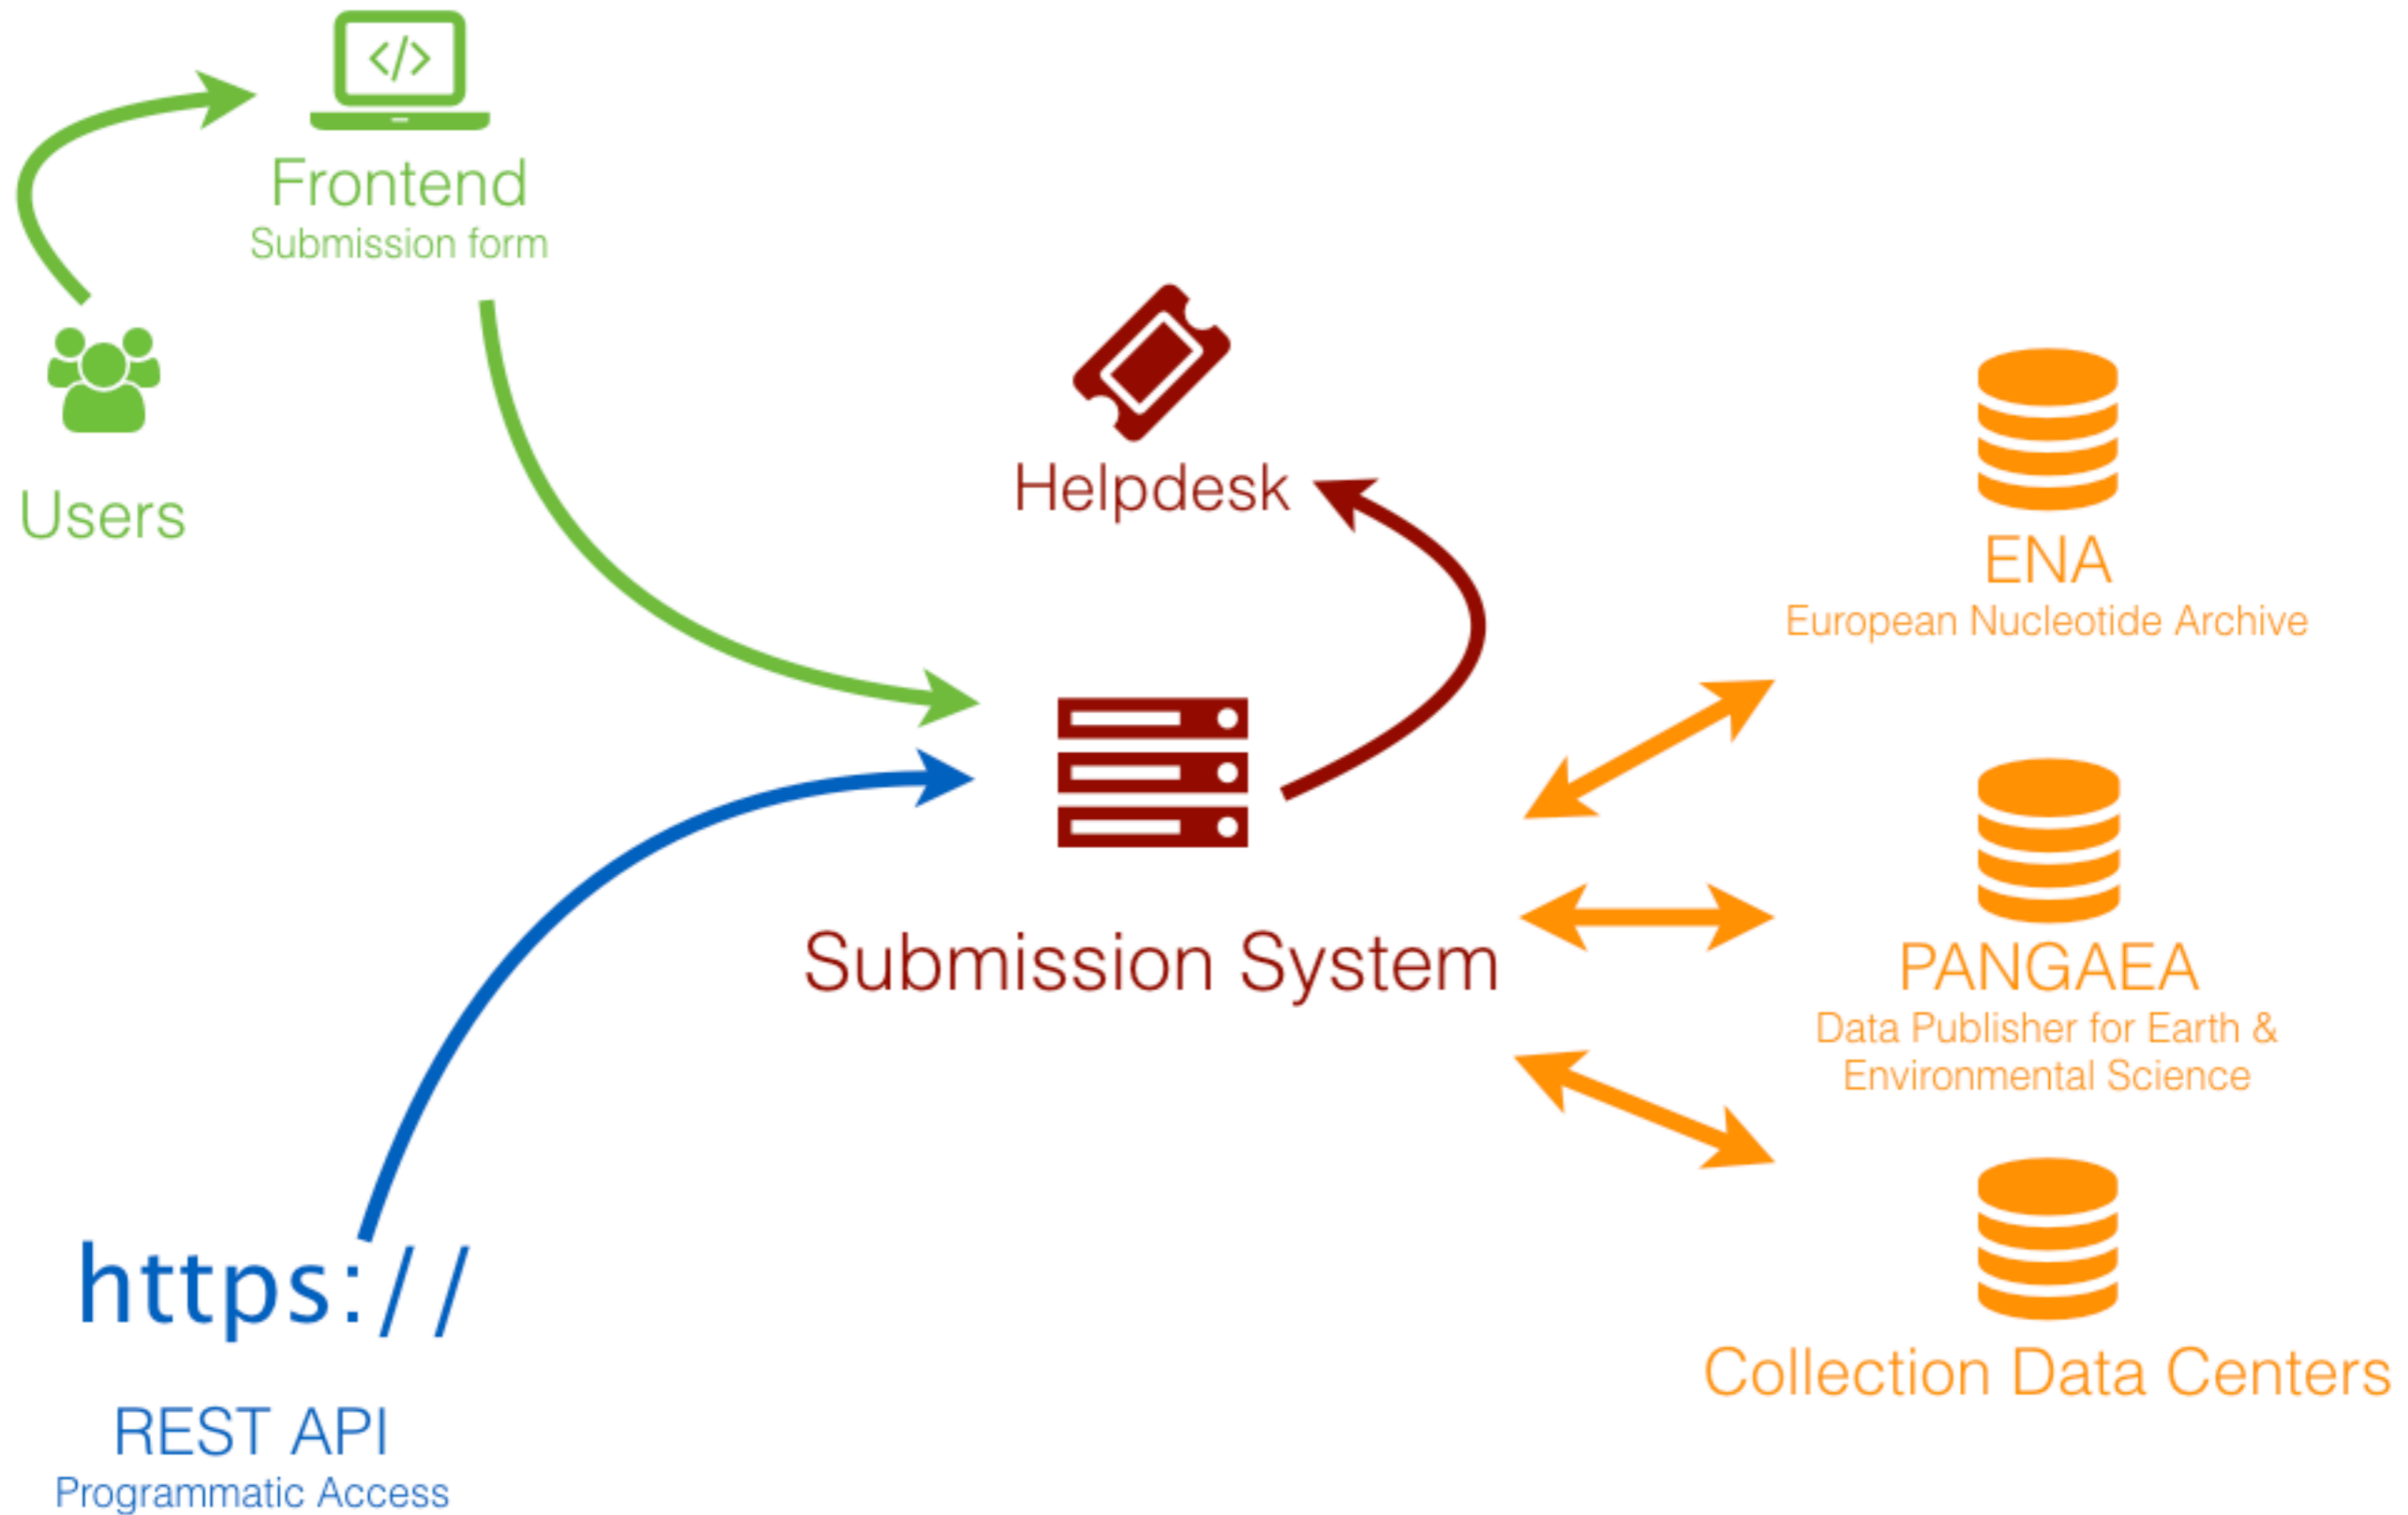 </>
Frontend
Submission form
Users
Helpdesk
Submission System
https://
REST API
Programmatic Access
ENA
European Nucleotide Archive
PANGAEA
Data Publisher for Earth &
Environmental Science
Collection Data Centers